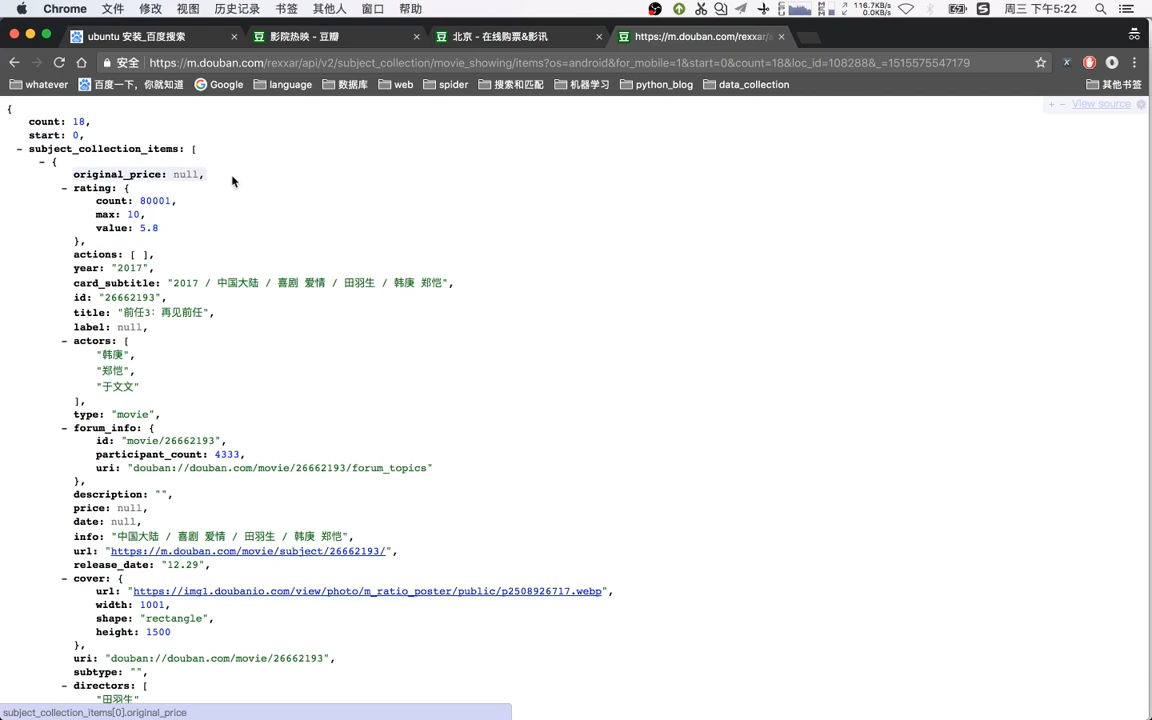 Chrome 文件 修改 视图 历史记录 书签 其他人 窗口 帮助 116.7KB/s 0.0KB/s 周三 下午5:22
ubuntu 安装_百度搜索 × 影院热映 - 豆瓣 × 北京 - 在线购票&影讯 × https://m.douban.com/rexxar/a ×
安全 https://m.douban.com/rexxar/api/v2/subject_collection/movie_showing/items?os=android&for_mobile=1&start=0&count=18&loc_id=108288&_=1515575547179
whatever 百度一下，你就知道 Google language 数据库 web spider 搜索和匹配 机器学习 python_blog data_collection 其他书签
+ − View source
{
count: 18,
start: 0,
− subject_collection_items: [
− {
original_price: null,
− rating: {
count: 80001,
max: 10,
value: 5.8
},
actions: [ ],
year: "2017",
card_subtitle: "2017 / 中国大陆 / 喜剧 爱情 / 田羽生 / 韩庚 郑恺",
id: "26662193",
title: "前任3：再见前任",
label: null,
− actors: [
"韩庚",
"郑恺",
"于文文"
],
type: "movie",
− forum_info: {
id: "movie/26662193",
participant_count: 4333,
uri: "douban://douban.com/movie/26662193/forum_topics"
},
description: "",
price: null,
date: null,
info: "中国大陆 / 喜剧 爱情 / 田羽生 / 韩庚 郑恺",
url: "https://m.douban.com/movie/subject/26662193/",
release_date: "12.29",
− cover: {
url: "https://img1.doubanio.com/view/photo/m_ratio_poster/public/p2508926717.webp",
width: 1001,
shape: "rectangle",
height: 1500
},
uri: "douban://douban.com/movie/26662193",
subtype: "",
− directors: [
"田羽生"
subject_collection_items[0].original_price